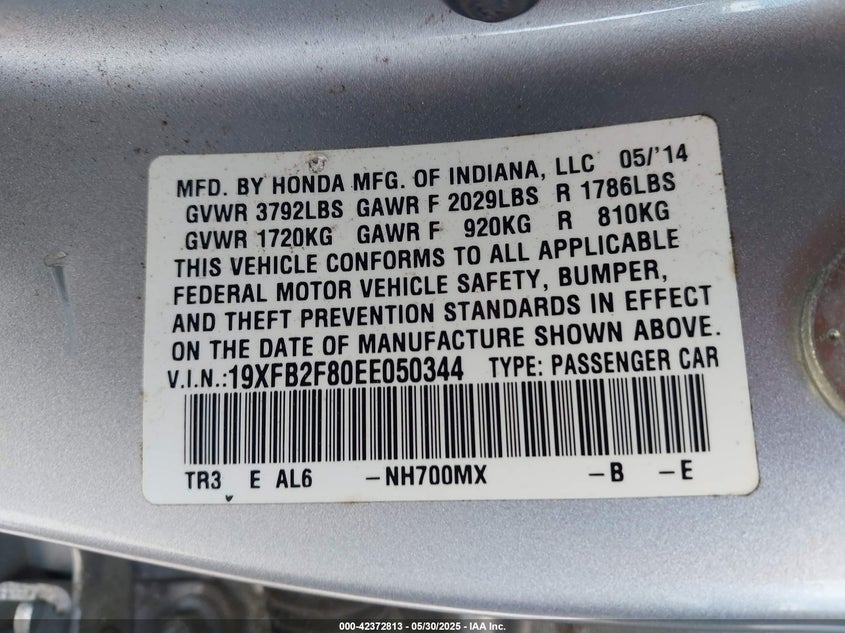 MFD. BY HONDA MFG. OF INDIANA, LLC 05/'14
GVWR 3792LBS GAWR F 2029LBS R 1786LBS
GVWR 1720KG GAWR F 920KG R 810KG
THIS VEHICLE CONFORMS TO ALL APPLICABLE
FEDERAL MOTOR VEHICLE SAFETY, BUMPER,
AND THEFT PREVENTION STANDARDS IN EFFECT
ON THE DATE OF MANUFACTURE SHOWN ABOVE.
V.I.N.:19XFB2F80EE050344 TYPE: PASSENGER CAR
TR3 E AL6 -NH700MX -B -E
000-42372813 - 05/30/2025 - IAA Inc.